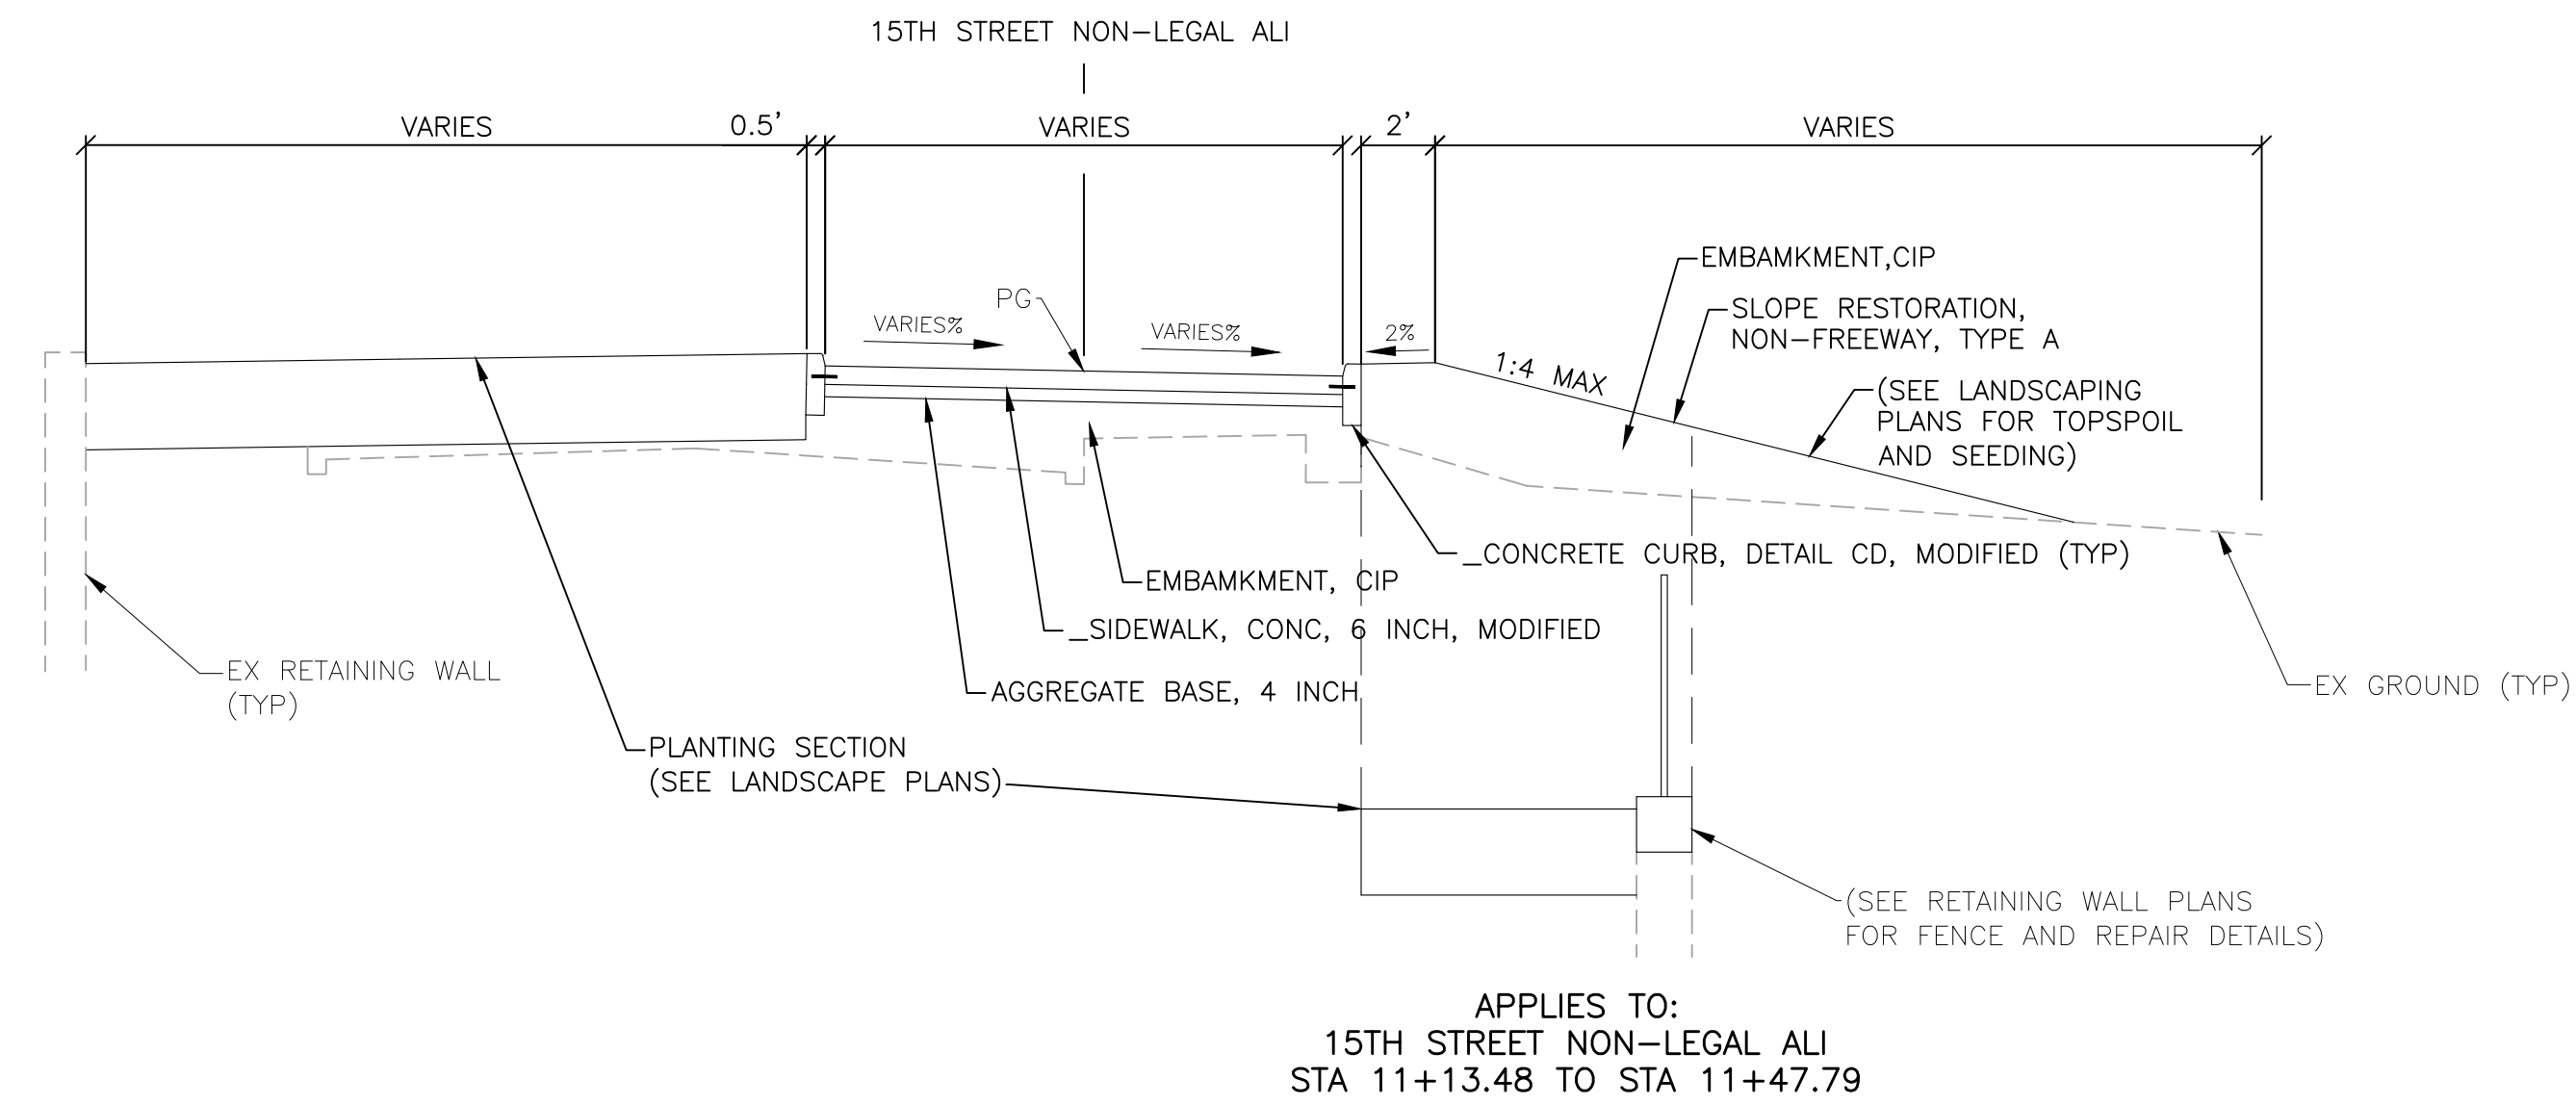 15TH STREET NON-LEGAL ALI
VARIES
0.5'
VARIES
2'
VARIES
EMBAMKMENT,CIP
PG
SLOPE RESTORATION,
NON-FREEWAY, TYPE A
VARIES%
VARIES%
2%
1:4 MAX
(SEE LANDSCAPING
PLANS FOR TOPSPOIL
AND SEEDING)
_CONCRETE CURB, DETAIL CD, MODIFIED (TYP)
EMBAMKMENT, CIP
_SIDEWALK, CONC, 6 INCH, MODIFIED
EX RETAINING WALL
(TYP)
AGGREGATE BASE, 4 INCH
EX GROUND (TYP)
PLANTING SECTION
(SEE LANDSCAPE PLANS)
(SEE RETAINING WALL PLANS
FOR FENCE AND REPAIR DETAILS)
APPLIES TO:
15TH STREET NON-LEGAL ALI
STA 11+13.48 TO STA 11+47.79